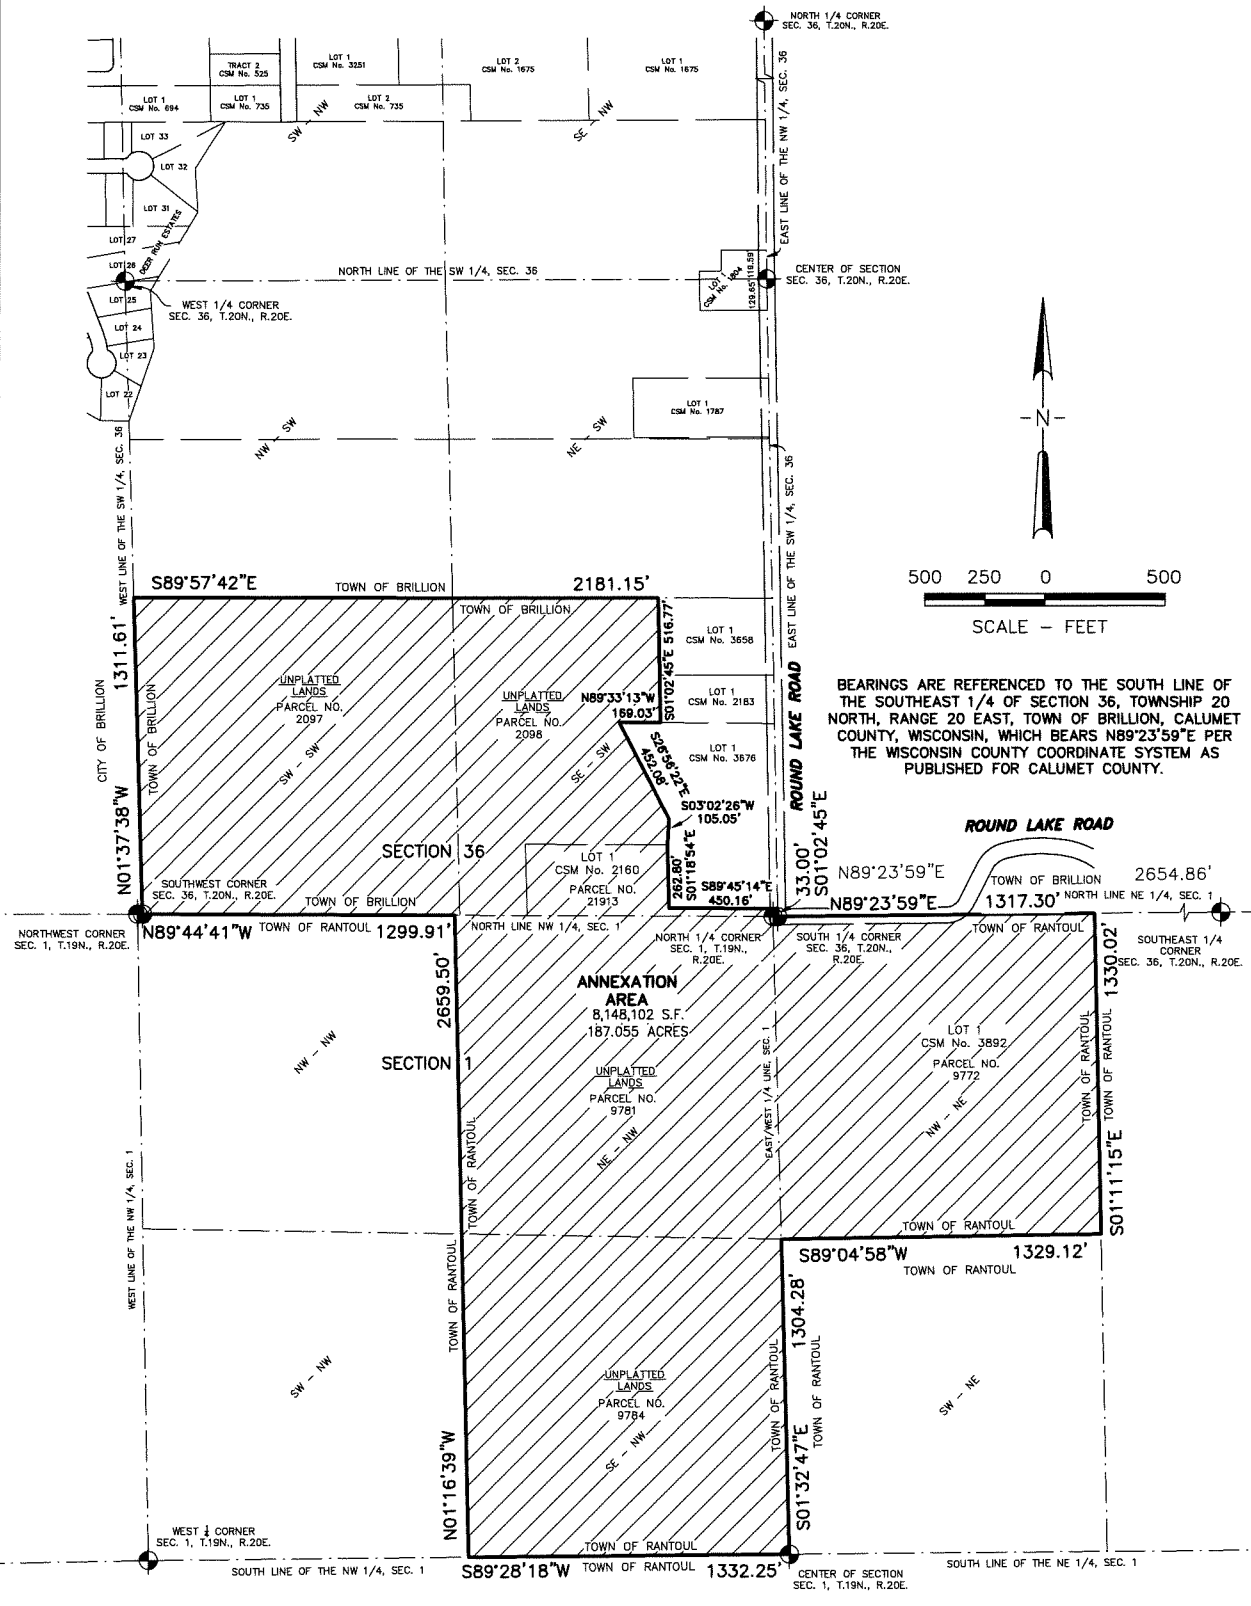 NORTH 1/4 CORNER
SEC. 36, T.20N., R.20E.
TRACT 2
CSM No. 525
LOT 1
CSM No. 3251
LOT 2
CSM No. 1675
LOT 1
CSM No. 1675
LOT 1
CSM No. 694
LOT 1
CSM No. 735
LOT 2
CSM No. 735
SW - NW
SE - NW
EAST LINE OF THE NW 1/4, SEC. 36
LOT 33
LOT 32
LOT 31
LOT 27
LOT 26
DEER RUN ESTATES
LOT 25
LOT 24
LOT 23
LOT 22
NORTH LINE OF THE SW 1/4, SEC. 36
WEST 1/4 CORNER
SEC. 36, T.20N., R.20E.
LOT 1
CSM No. 1804
118.59'
129.65'
CENTER OF SECTION
SEC. 36, T.20N., R.20E.
LOT 1
CSM No. 1787
NW - SW
NE - SW
WEST LINE OF THE SW 1/4, SEC. 36
EAST LINE OF THE SW 1/4, SEC. 36
-N-
500 250 0 500
SCALE - FEET
S89°57'42"E
TOWN OF BRILLION
2181.15'
TOWN OF BRILLION
1311.61'
N01°37'38"W
CITY OF BRILLION
TOWN OF BRILLION
UNPLATTED
LANDS
PARCEL NO.
2097
SW - SW
UNPLATTED
LANDS
PARCEL NO.
2098
SE - SW
S01°02'45"E 516.77'
N89°33'13"W
169.03'
S26°56'22"E
452.08'
S03°02'26"W
105.05'
262.80'
S01°18'54"E
S89°45'14"E
450.16'
LOT 1
CSM No. 3658
LOT 1
CSM No. 2163
LOT 1
CSM No. 3676
ROUND LAKE ROAD
33.00'
S01°02'45"E
BEARINGS ARE REFERENCED TO THE SOUTH LINE OF
THE SOUTHEAST 1/4 OF SECTION 36, TOWNSHIP 20
NORTH, RANGE 20 EAST, TOWN OF BRILLION, CALUMET
COUNTY, WISCONSIN, WHICH BEARS N89°23'59"E PER
THE WISCONSIN COUNTY COORDINATE SYSTEM AS
PUBLISHED FOR CALUMET COUNTY.
ROUND LAKE ROAD
SECTION 36
LOT 1
CSM No. 2160
PARCEL NO.
21913
N89°23'59"E
TOWN OF BRILLION
2654.86'
N89°23'59"E
1317.30'
NORTH LINE NE 1/4, SEC. 1
TOWN OF RANTOUL
SOUTHWEST CORNER
SEC. 36, T.20N., R.20E.
TOWN OF BRILLION
NORTHWEST CORNER
SEC. 1, T.19N., R.20E.
N89°44'41"W
TOWN OF RANTOUL
1299.91'
NORTH LINE NW 1/4, SEC. 1
NORTH 1/4 CORNER
SEC. 1, T.19N.,
R.20E.
SOUTH 1/4 CORNER
SEC. 36, T.20N.,
R.20E.
SOUTHEAST 1/4
CORNER
SEC. 36, T.20N., R.20E.
ANNEXATION
AREA
8,148,102 S.F.
187.055 ACRES
2659.50'
NW - NW
SECTION 1
UNPLATTED
LANDS
PARCEL NO.
9781
NE - NW
EAST/WEST 1/4 LINE, SEC. 1
LOT 1
CSM No. 3892
PARCEL NO.
9772
NW - NE
1330.02'
TOWN OF RANTOUL
TOWN OF RANTOUL
S01°11'15"E
WEST LINE OF THE NW 1/4, SEC. 1
TOWN OF RANTOUL
TOWN OF RANTOUL
TOWN OF RANTOUL
S89°04'58"W
1329.12'
TOWN OF RANTOUL
1304.28'
TOWN OF RANTOUL
TOWN OF RANTOUL
S01°32'47"E
SW - NW
UNPLATTED
LANDS
PARCEL NO.
9784
SE - NW
SW - NE
N01°16'39"W
WEST ¼ CORNER
SEC. 1, T.19N., R.20E.
SOUTH LINE OF THE NW 1/4, SEC. 1
TOWN OF RANTOUL
S89°28'18"W
TOWN OF RANTOUL
1332.25'
CENTER OF SECTION
SEC. 1, T.19N., R.20E.
SOUTH LINE OF THE NE 1/4, SEC. 1